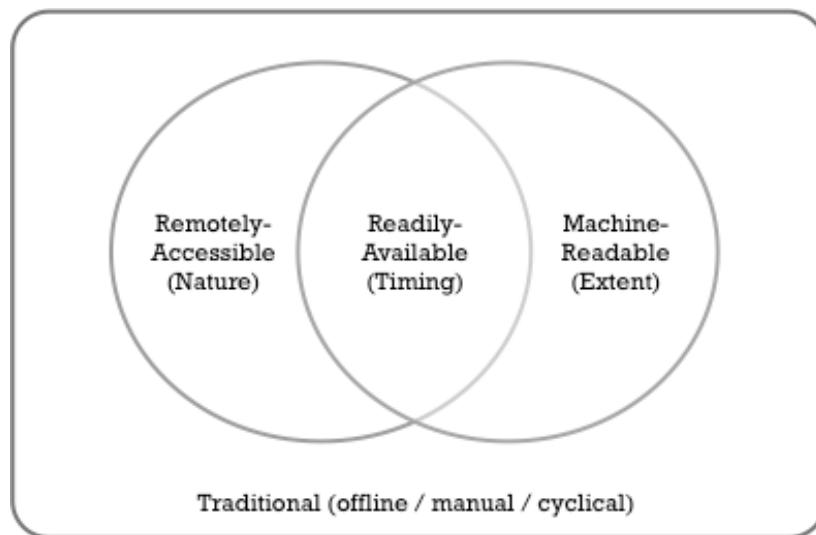 Remotely-
Accessible
(Nature)
Readily-
Available
(Timing)
Machine-
Readable
(Extent)
Traditional (offline / manual / cyclical)